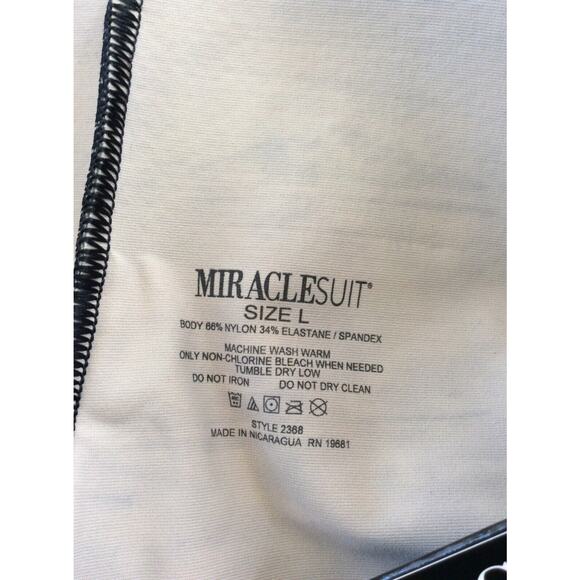 MIRACLESUIT®
SIZE L
BODY 66% NYLON 34% ELASTANE / SPANDEX
MACHINE WASH WARM
ONLY NON-CHLORINE BLEACH WHEN NEEDED
TUMBLE DRY LOW
DO NOT IRON DO NOT DRY CLEAN
STYLE 2368
MADE IN NICARAGUA RN 19661